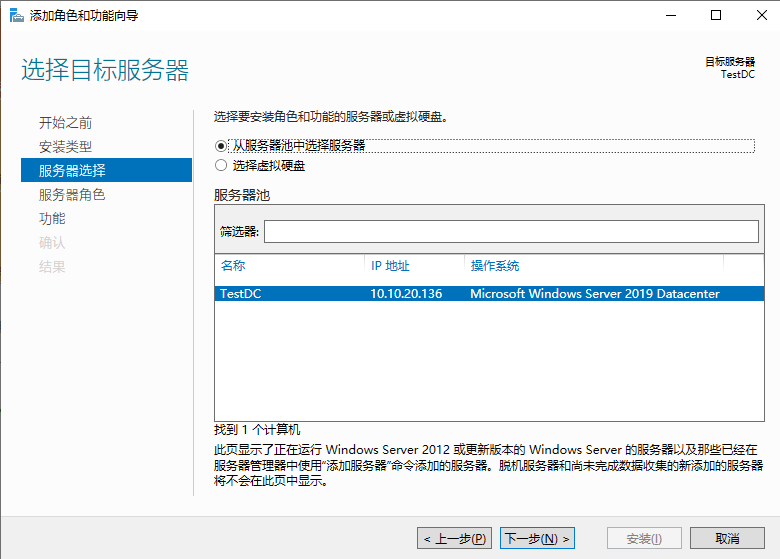 添加角色和功能向导
选择目标服务器
目标服务器
TestDC
开始之前
安装类型
服务器选择
服务器角色
功能
确认
结果
选择要安装角色和功能的服务器或虚拟硬盘。
从服务器池中选择服务器
选择虚拟硬盘
服务器池
筛选器:
名称 IP 地址 操作系统
TestDC 10.10.20.136 Microsoft Windows Server 2019 Datacenter
找到 1 个计算机
此页显示了正在运行 Windows Server 2012 或更新版本的 Windows Server 的服务器以及那些已经在
服务器管理器中使用"添加服务器"命令添加的服务器。脱机服务器和尚未完成数据收集的新添加的服务器
将不会在此页中显示。
< 上一步(P) 下一步(N) > 安装(I) 取消